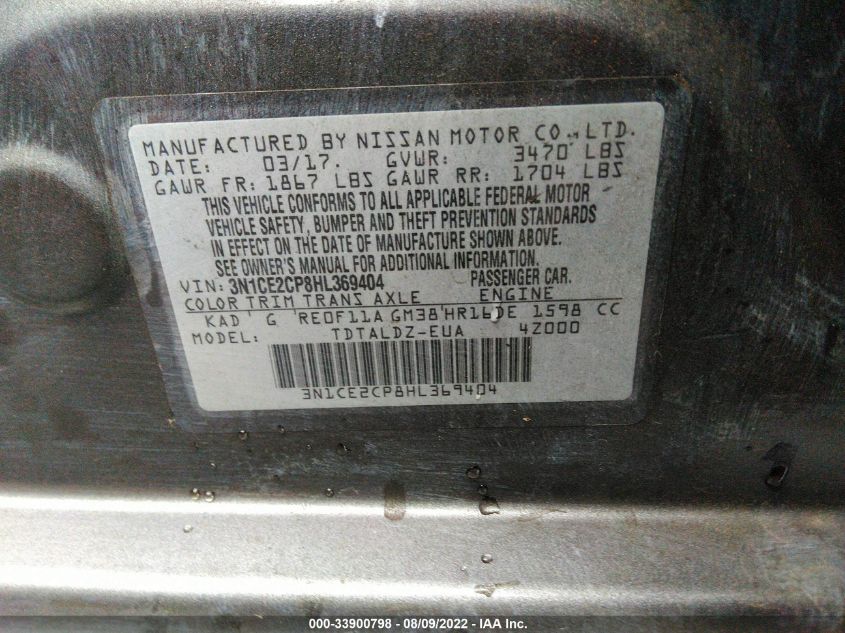 MANUFACTURED BY NISSAN MOTOR CO., LTD.
DATE: 03/17. GVWR: 3470 LBS
GAWR FR: 1867 LBS GAWR RR: 1704 LBS
THIS VEHICLE CONFORMS TO ALL APPLICABLE FEDERAL MOTOR
VEHICLE SAFETY, BUMPER AND THEFT PREVENTION STANDARDS
IN EFFECT ON THE DATE OF MANUFACTURE SHOWN ABOVE.
SEE OWNER'S MANUAL FOR ADDITIONAL INFORMATION.
VIN: 3N1CE2CP8HL369404 PASSENGER CAR.
COLOR TRIM TRANS AXLE ENGINE
KAD G RE0F11A GM38 HR16DE 1598 CC
MODEL: TDTALDZ-EUA 4Z000
3N1CE2CP8HL369404
000-33900798 - 08/09/2022 - IAA Inc.